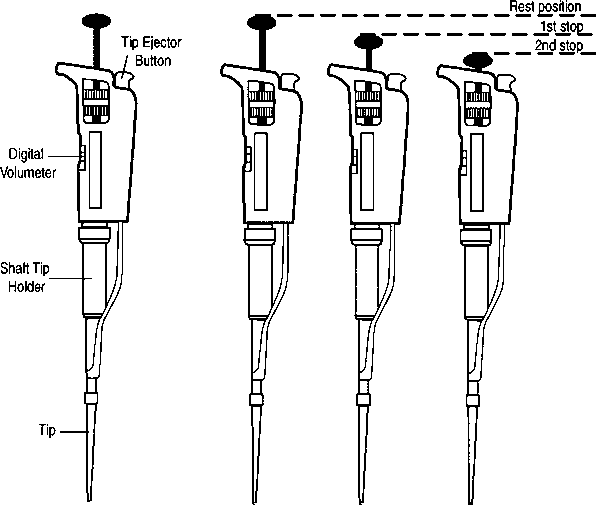 Rest position
1st stop
2nd stop
Tip Ejector
Button
Digital
Volumeter
Shaft Tip
Holder
Tip